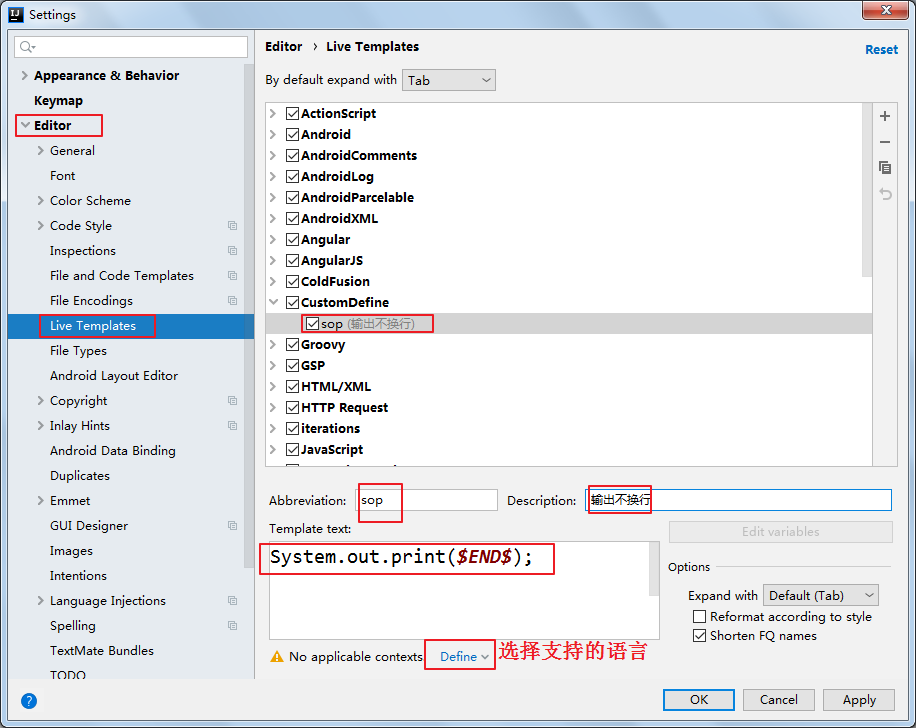 Settings
Appearance & Behavior
Keymap
Editor
General
Font
Color Scheme
Code Style
Inspections
File and Code Templates
File Encodings
Live Templates
File Types
Android Layout Editor
Copyright
Inlay Hints
Android Data Binding
Duplicates
Emmet
GUI Designer
Images
Intentions
Language Injections
Spelling
TextMate Bundles
TODO
Editor › Live Templates
Reset
By default expand with Tab
ActionScript
Android
AndroidComments
AndroidLog
AndroidParcelable
AndroidXML
Angular
AngularJS
ColdFusion
CustomDefine
sop (输出不换行)
Groovy
GSP
HTML/XML
HTTP Request
iterations
JavaScript
Abbreviation: sop Description: 输出不换行
Template text:
System.out.print($END$);
Edit variables
Options
Expand with Default (Tab)
Reformat according to style
Shorten FQ names
No applicable contexts Define 选择支持的语言
? OK Cancel Apply